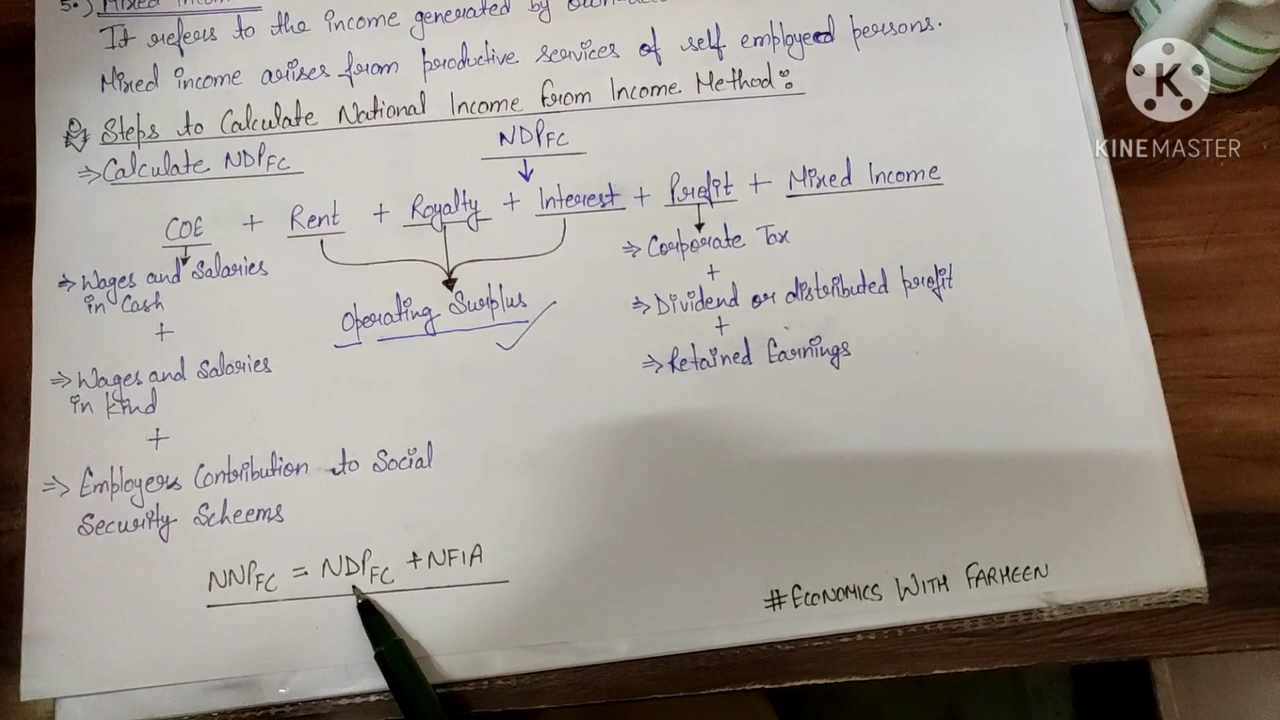 5.) Mixed
It refers to the income generated by
Mixed income arises from productive services of self employeed persons.
Steps to Calculate National Income from Income Method:
⇒ Calculate NDPFC
NDPFC
COE + Rent + Royalty + Interest + Profit + Mixed Income
⇒ Wages and Salaries
in Cash
+
⇒ Wages and Salaries
in kind
+
⇒ Employers Contribution to Social
Security Scheems
Operating Surplus
⇒ Corporate Tax
+
⇒ Dividend or distributed profit
+
⇒ Retained Earnings
NNPFC = NDPFC + NFIA
#ECONOMICS WITH FARHEEN
K
KINEMASTER